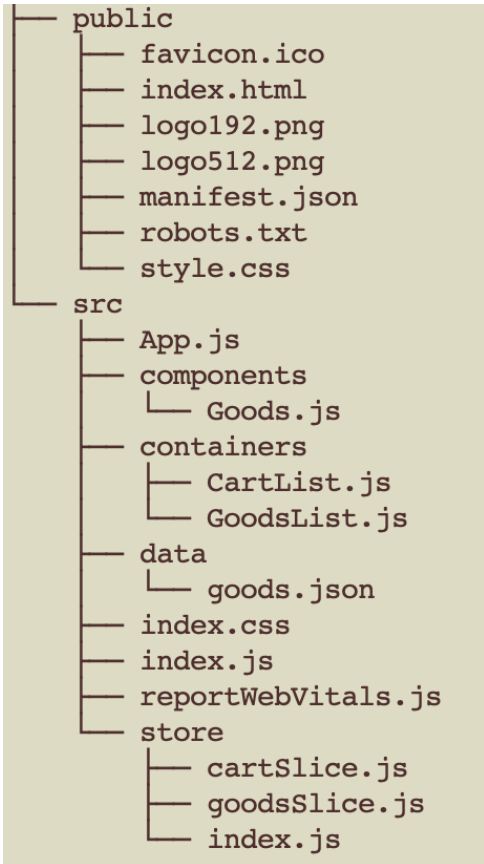 ├── public
│   ├── favicon.ico
│   ├── index.html
│   ├── logo192.png
│   ├── logo512.png
│   ├── manifest.json
│   ├── robots.txt
│   └── style.css
└── src
    ├── App.js
    ├── components
    │   └── Goods.js
    ├── containers
    │   ├── CartList.js
    │   └── GoodsList.js
    ├── data
    │   └── goods.json
    ├── index.css
    ├── index.js
    ├── reportWebVitals.js
    └── store
        ├── cartSlice.js
        ├── goodsSlice.js
        └── index.js